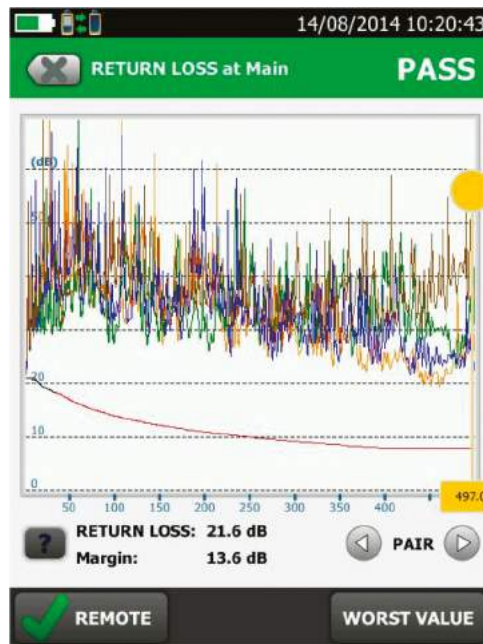 14/08/2014 10:20:43
RETURN LOSS at Main PASS
(dB)
20
10
0
50 100 150 200 250 300 350 400
497.0
? RETURN LOSS: 21.6 dB
Margin: 13.6 dB
PAIR
REMOTE WORST VALUE